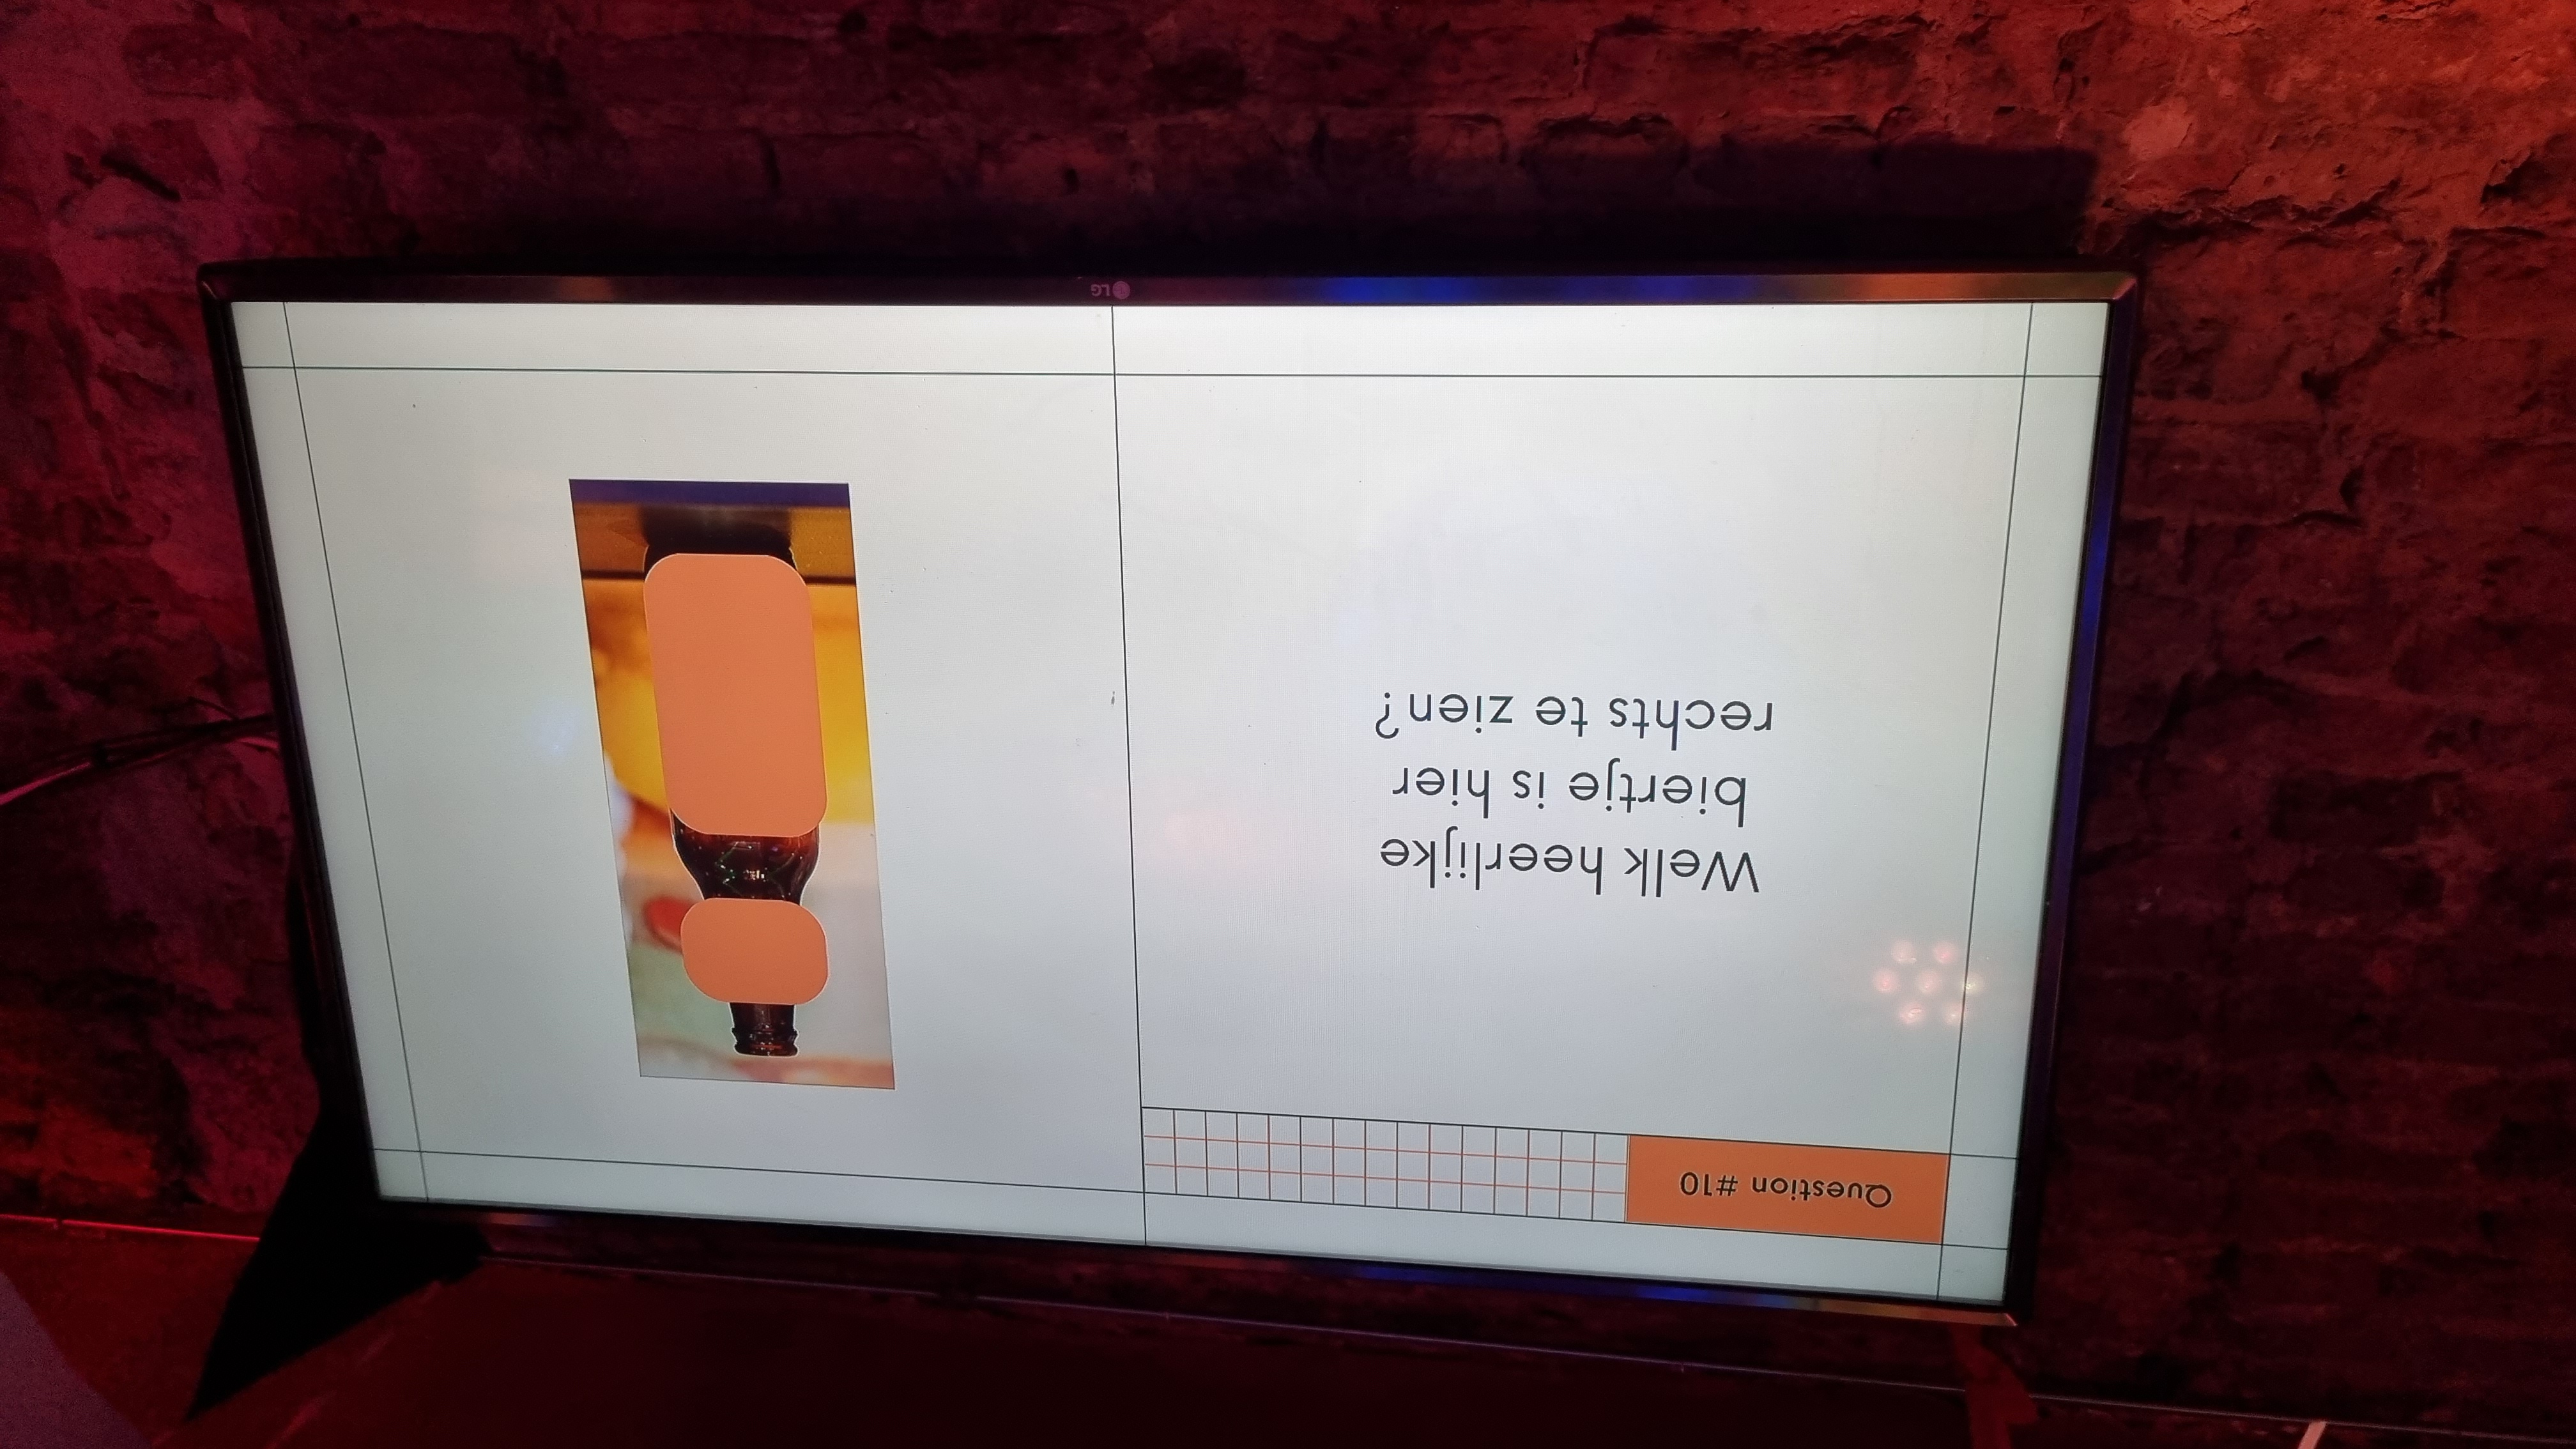 Question #10
Welk heerlijke
biertje is hier
rechts te zien?
LG